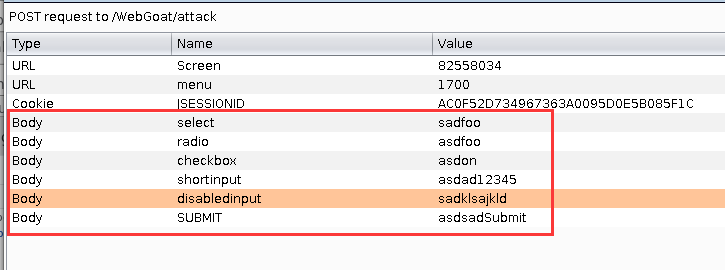 POST request to /WebGoat/attack
Type Name Value
URL Screen 82558034
URL menu 1700
Cookie JSESSIONID AC0F52D734967363A0095D0E5B085F1C
Body select sadfoo
Body radio asdfoo
Body checkbox asdon
Body shortinput asdad12345
Body disabledinput sadklsajkld
Body SUBMIT asdsadSubmit